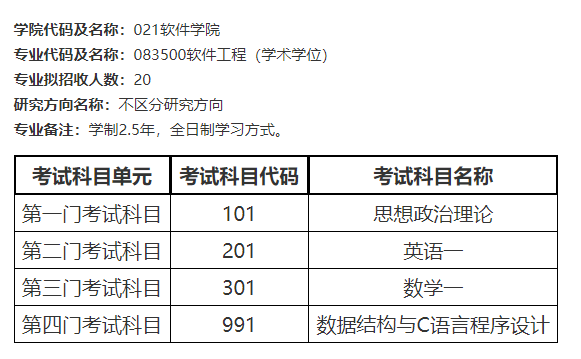 学院代码及名称：021软件学院
专业代码及名称：083500软件工程（学术学位）
专业拟招收人数：20
研究方向名称：不区分研究方向
专业备注：学制2.5年，全日制学习方式。
考试科目单元 考试科目代码 考试科目名称
第一门考试科目 101 思想政治理论
第二门考试科目 201 英语一
第三门考试科目 301 数学一
第四门考试科目 991 数据结构与C语言程序设计